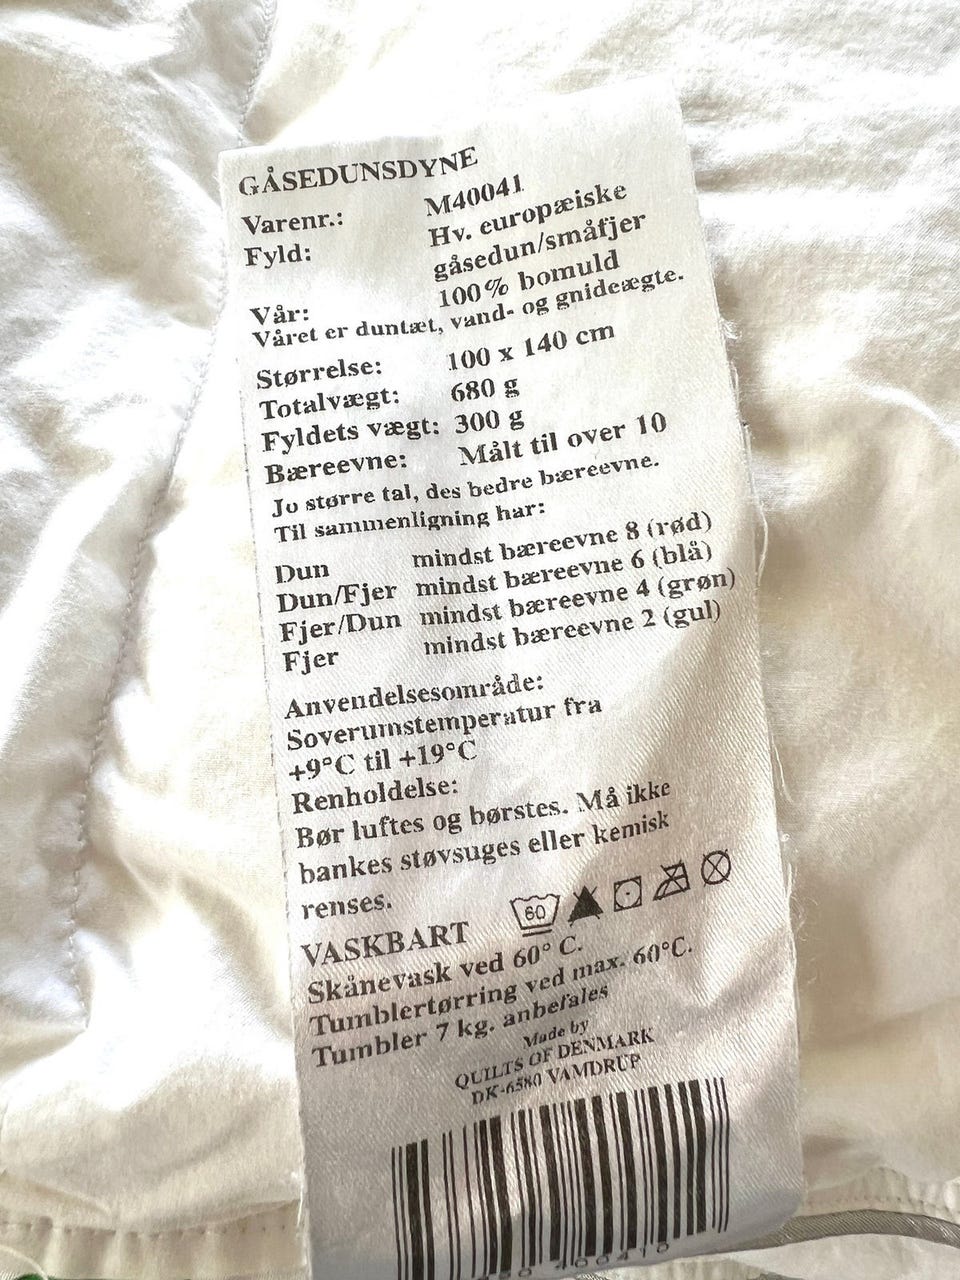 GÅSEDUNSDYNE
Varenr.: M40041
Fyld: Hv. europæiske
gåsedun/småfjer
Vår: 100% bomuld
Våret er duntæt, vand- og gnideægte.
Størrelse: 100 x 140 cm
Totalvægt: 680 g
Fyldets vægt: 300 g
Bæreevne: Målt til over 10
Jo større tal, des bedre bæreevne.
Til sammenligning har:
Dun mindst bæreevne 8 (rød)
Dun/Fjer mindst bæreevne 6 (blå)
Fjer/Dun mindst bæreevne 4 (grøn)
Fjer mindst bæreevne 2 (gul)
Anvendelsesområde:
Soverumstemperatur fra
+9°C til +19°C
Renholdelse:
Bør luftes og børstes. Må ikke
bankes støvsuges eller kemisk
renses.
VASKBART 60
Skånevask ved 60° C.
Tumblertørring ved max. 60°C.
Tumbler 7 kg. anbefales
Made by
QUILTS OF DENMARK
DK-6580 VAMDRUP